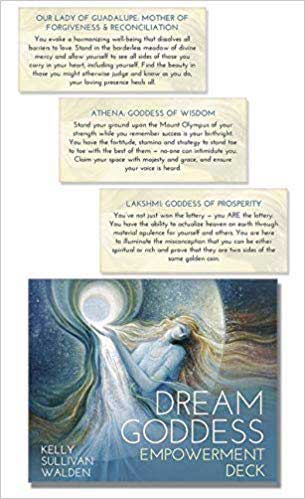 OUR LADY OF GUADALUPE: MOTHER OF
FORGIVENESS & RECONCILIATION
You evoke a harmonizing well-being that dissolves all
barriers to love. Stand in the borderless meadow of divine
mercy and allow yourself to see all sides of those you
carry in your heart, including yourself. Find the beauty in
those you might otherwise judge and know as you do,
your loving presence heals all.
ATHENA: GODDESS OF WISDOM
Stand your ground upon the Mount Olympus of your
strength while you remember success is your birthright.
You have the fortitude, stamina and strategy to stand toe
to toe with the best of them – no-one can intimidate you.
Claim your space with majesty and grace, and ensure
your voice is heard.
LAKSHMI: GODDESS OF PROSPERITY
You've not just won the lottery – you ARE the lottery.
You have the ability to actualize heaven on earth through
material opulence for yourself and others. You are here
to illuminate the misconception that you can be either
spiritual or rich and prove that they are two sides of the
same golden coin.
DREAM
GODDESS
EMPOWERMENT
DECK
KELLY
SULLIVAN
WALDEN